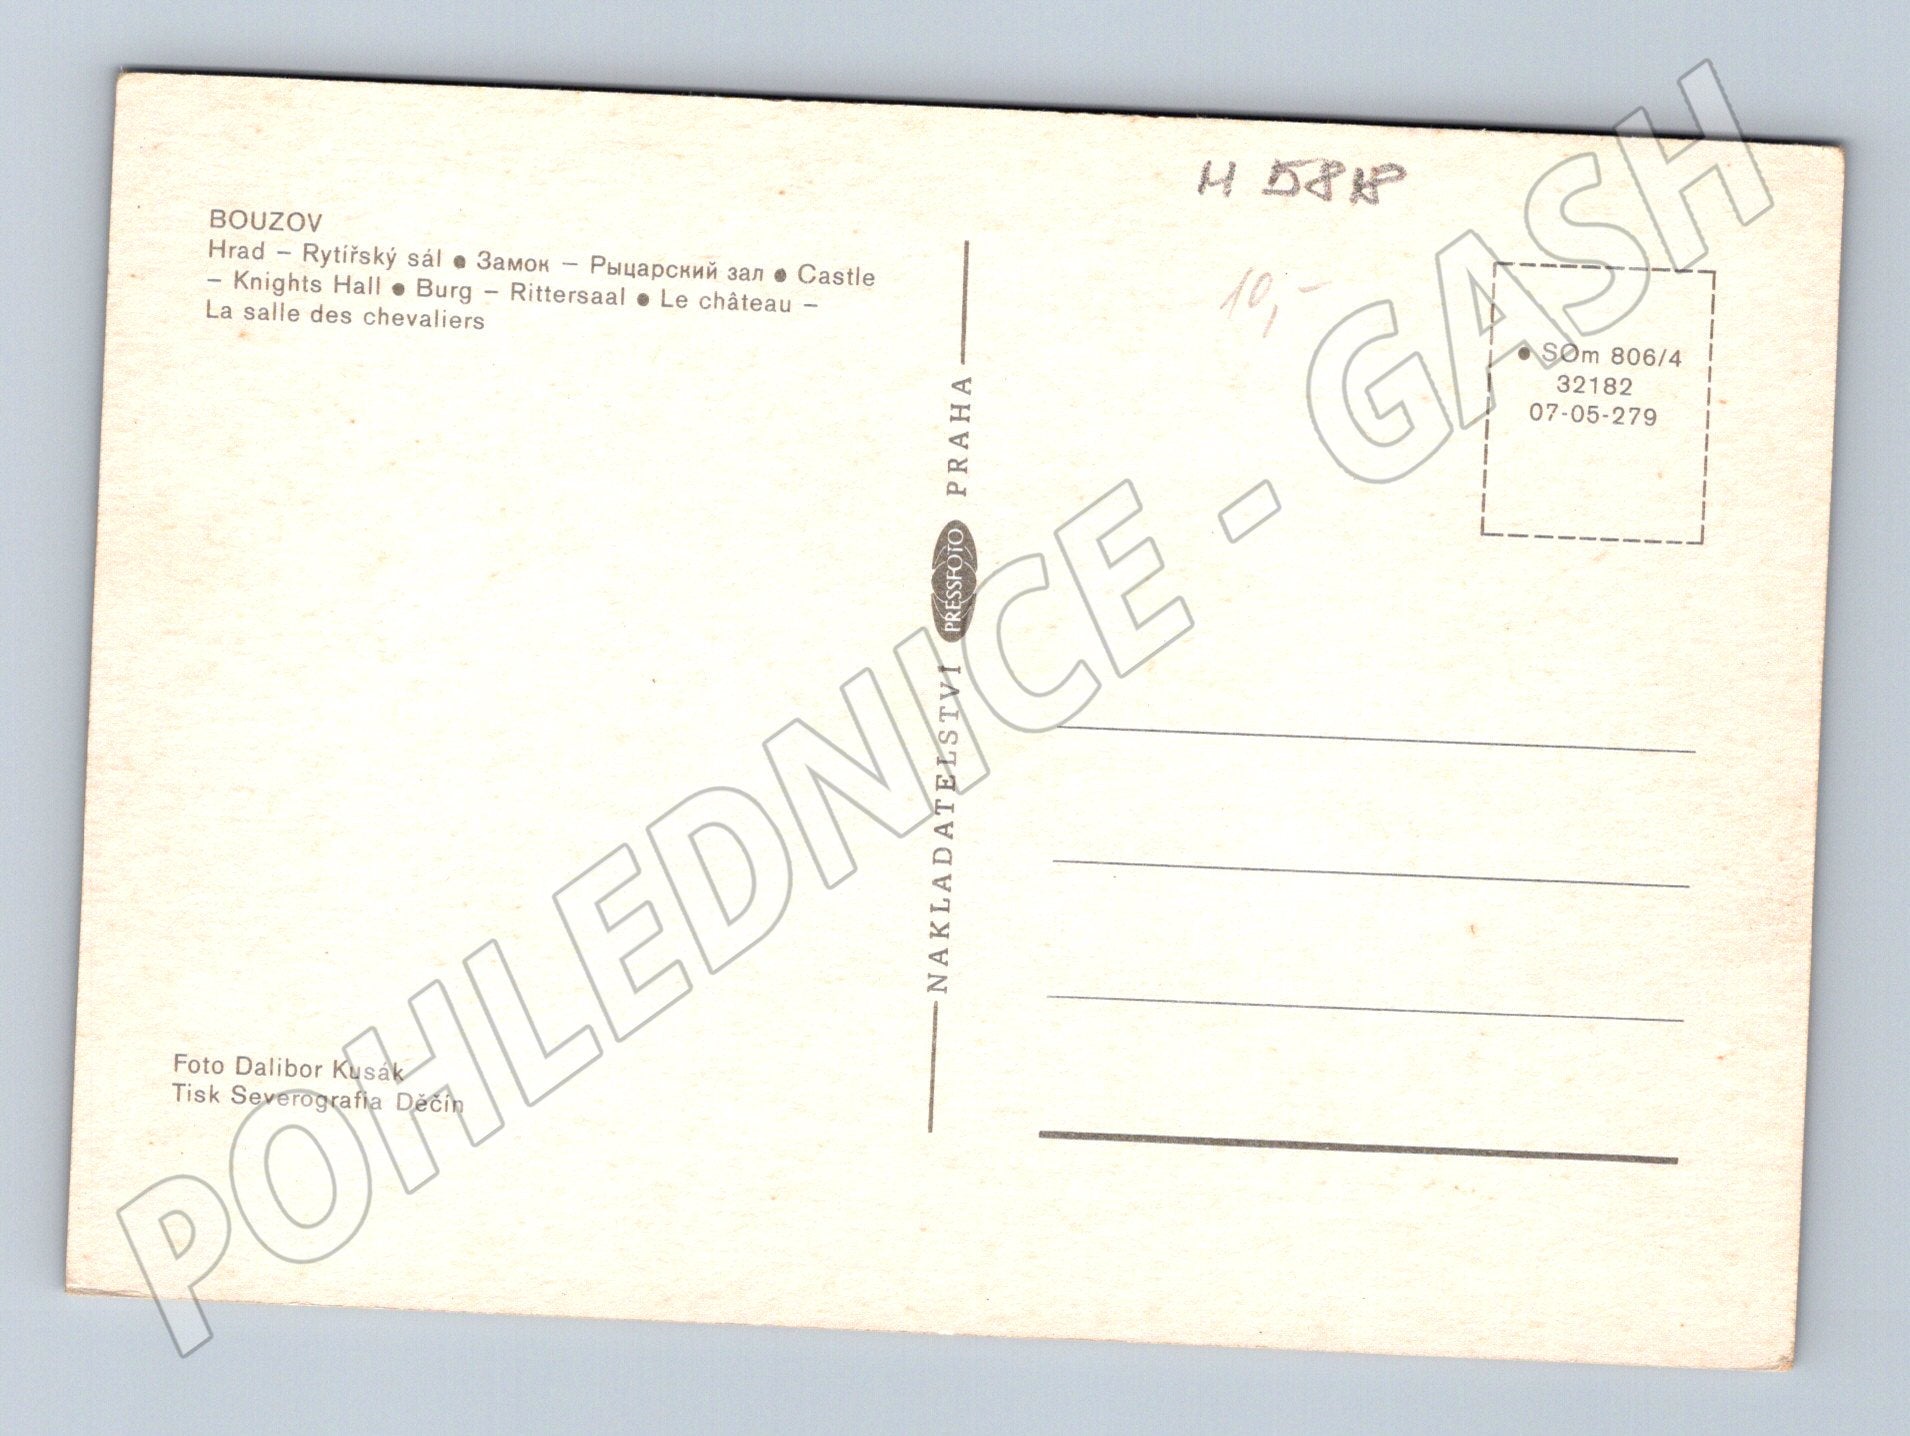 BOUZOV
Hrad – Rytířský sál ● Замок – Рыцарский зал ● Castle
– Knights Hall ● Burg – Rittersaal ● Le château –
La salle des chevaliers
Foto Dalibor Kusák
Tisk Severografia Děčín
NAKLADATELSTVÍ PRESSFOTO PRAHA
10,-
● SOm 806/4
32182
07-05-279
POHLEDNICE - GASH